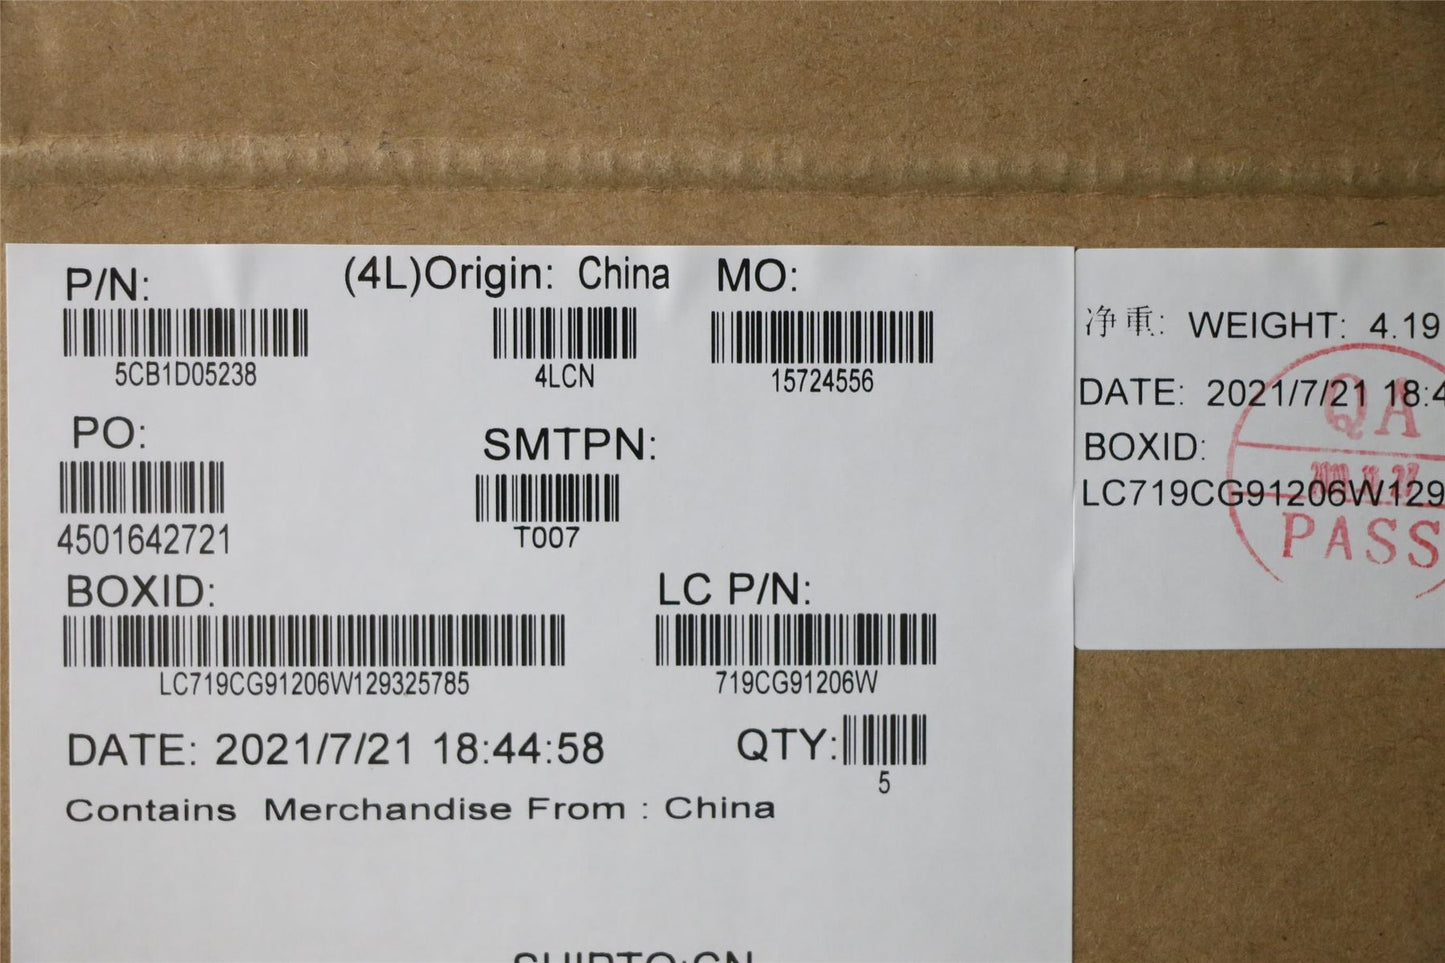 P/N:
5CB1D05238
(4L)Origin: China
4LCN
MO:
15724556
PO:
4501642721
SMTPN:
T007
BOXID:
LC719CG91206W129325785
LC P/N:
719CG91206W
DATE: 2021/7/21 18:44:58
QTY:
5
Contains Merchandise From : China
SHIPTO:CN
净重: WEIGHT: 4.19
DATE: 2021/7/21 18:4
BOXID:
LC719CG91206W129
QA
PASS